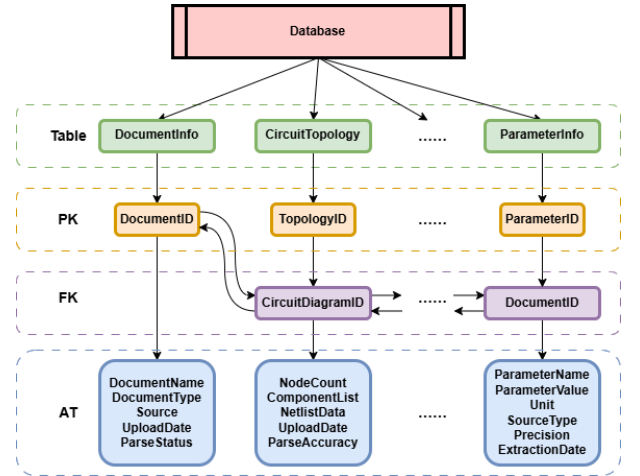 Database
Table
DocumentInfo
CircuitTopology
......
ParameterInfo
PK
DocumentID
TopologyID
......
ParameterID
FK
CircuitDiagramID
......
DocumentID
AT
DocumentName
DocumentType
Source
UploadDate
ParseStatus
NodeCount
ComponentList
NetlistData
UploadDate
ParseAccuracy
......
ParameterName
ParameterValue
Unit
SourceType
Precision
ExtractionDate